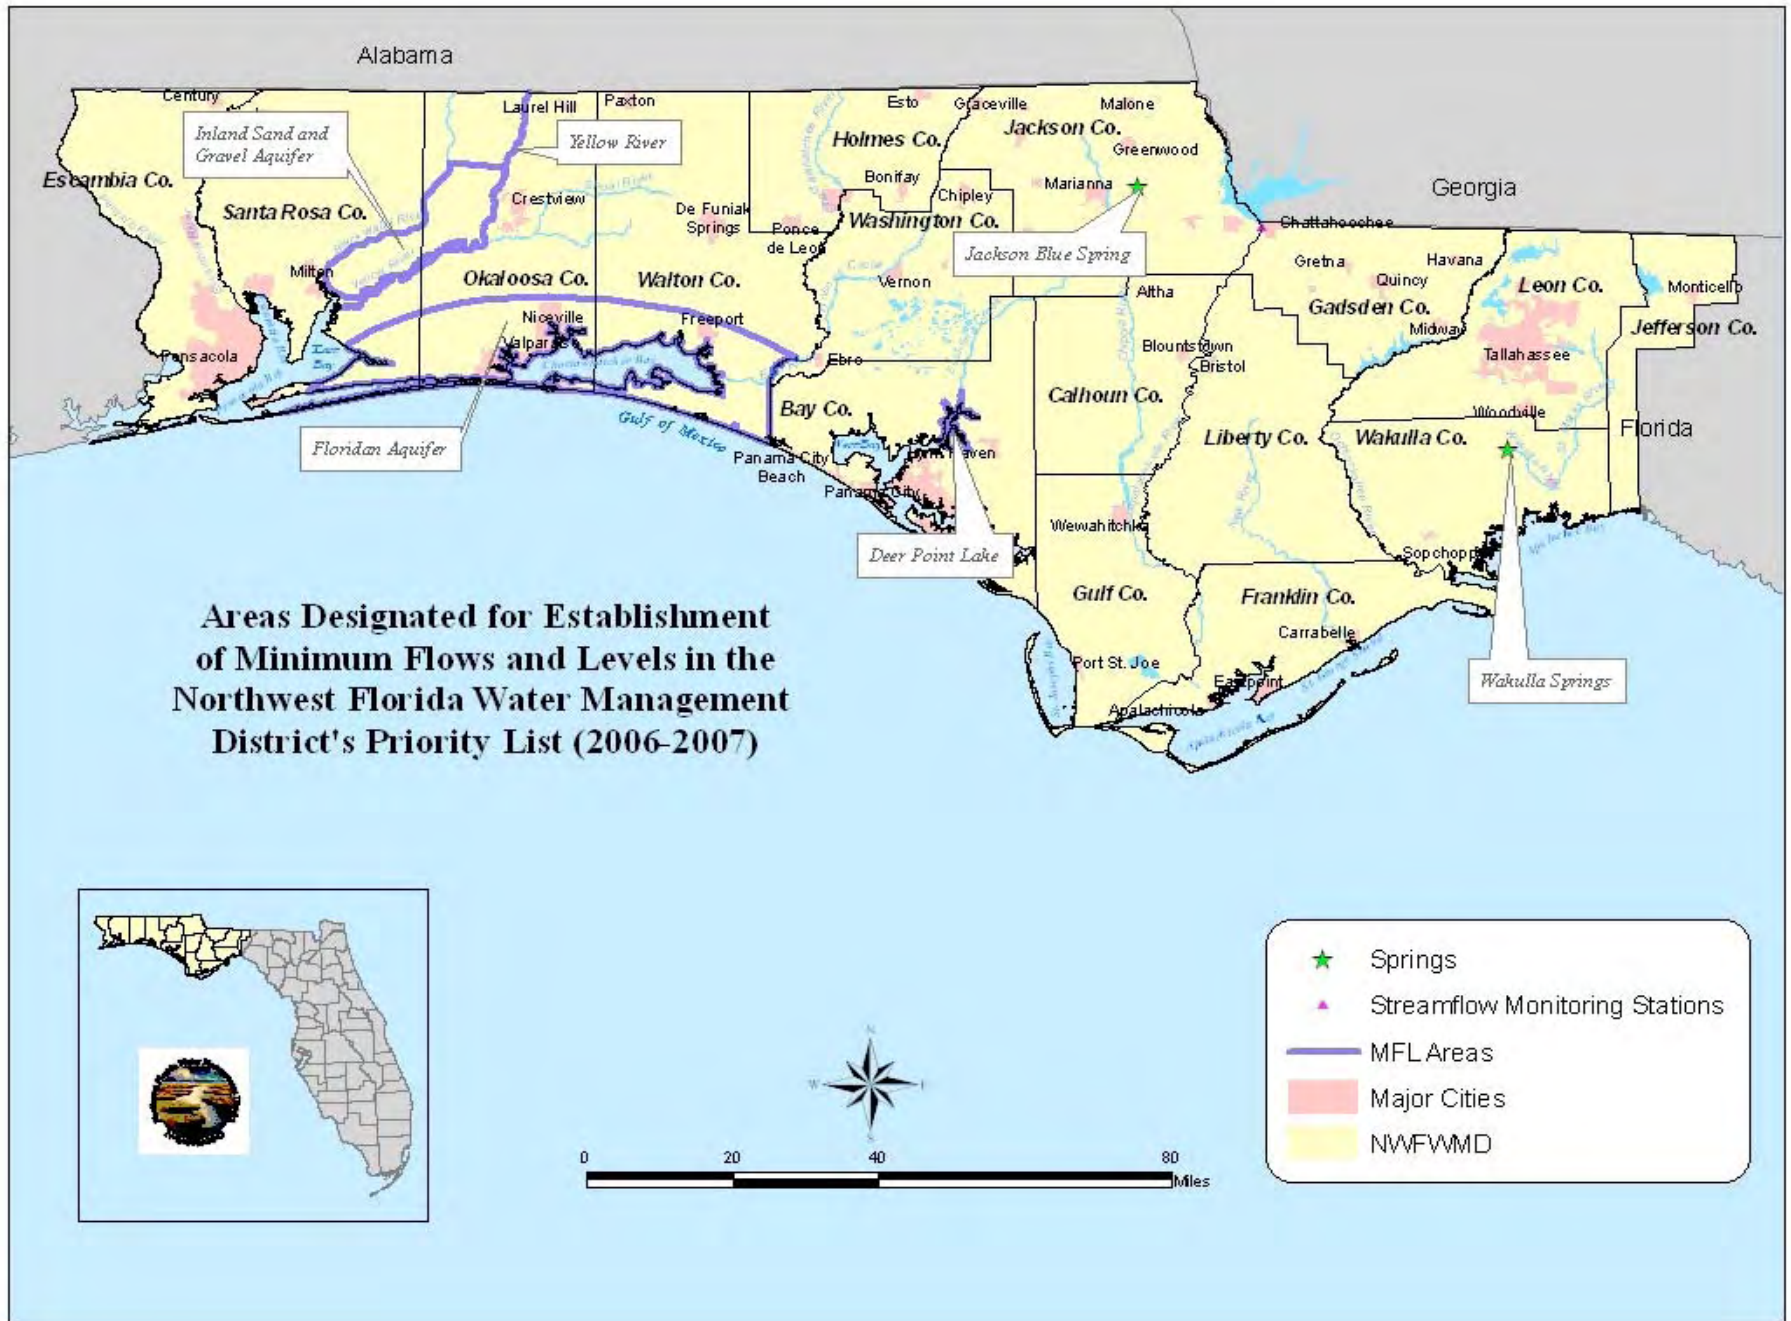 Alabama
Century
Laurel Hill
Paxton
Esto
Graceville
Malone
Inland Sand and
Gravel Aquifer
Yellow River
Holmes Co.
Jackson Co.
Greenwood
Escambia Co.
Santa Rosa Co.
Crestview
Bonifay
Chipley
Marianna
Georgia
De Funiak
Springs
Ponce
de Leon
Washington Co.
Jackson Blue Spring
Chattahoochee
Milton
Okaloosa Co.
Walton Co.
Vernon
Altha
Gretna
Quincy
Havana
Leon Co.
Monticello
Gadsden Co.
Midway
Jefferson Co.
Niceville
Freeport
Valparais
Pensacola
Ebro
Blountstown
Bristol
Tallahassee
East
Bay
Bay Co.
Calhoun Co.
Woodville
Gulf of Mexico
Liberty Co.
Wakulla Co.
Florida
Floridan Aquifer
Panama City
Beach
Lynn Haven
Panama City
Wewahitchka
Deer Point Lake
Sopchoppy
Gulf Co.
Franklin Co.
Carrabelle
Areas Designated for Establishment
of Minimum Flows and Levels in the
Northwest Florida Water Management
District's Priority List (2006-2007)
Port St. Joe
Eastpoint
Apalachicola
Wakulla Springs
N
W
E
S
0
20
40
80
Miles
Springs
Streamflow Monitoring Stations
MFL Areas
Major Cities
NWFWMD